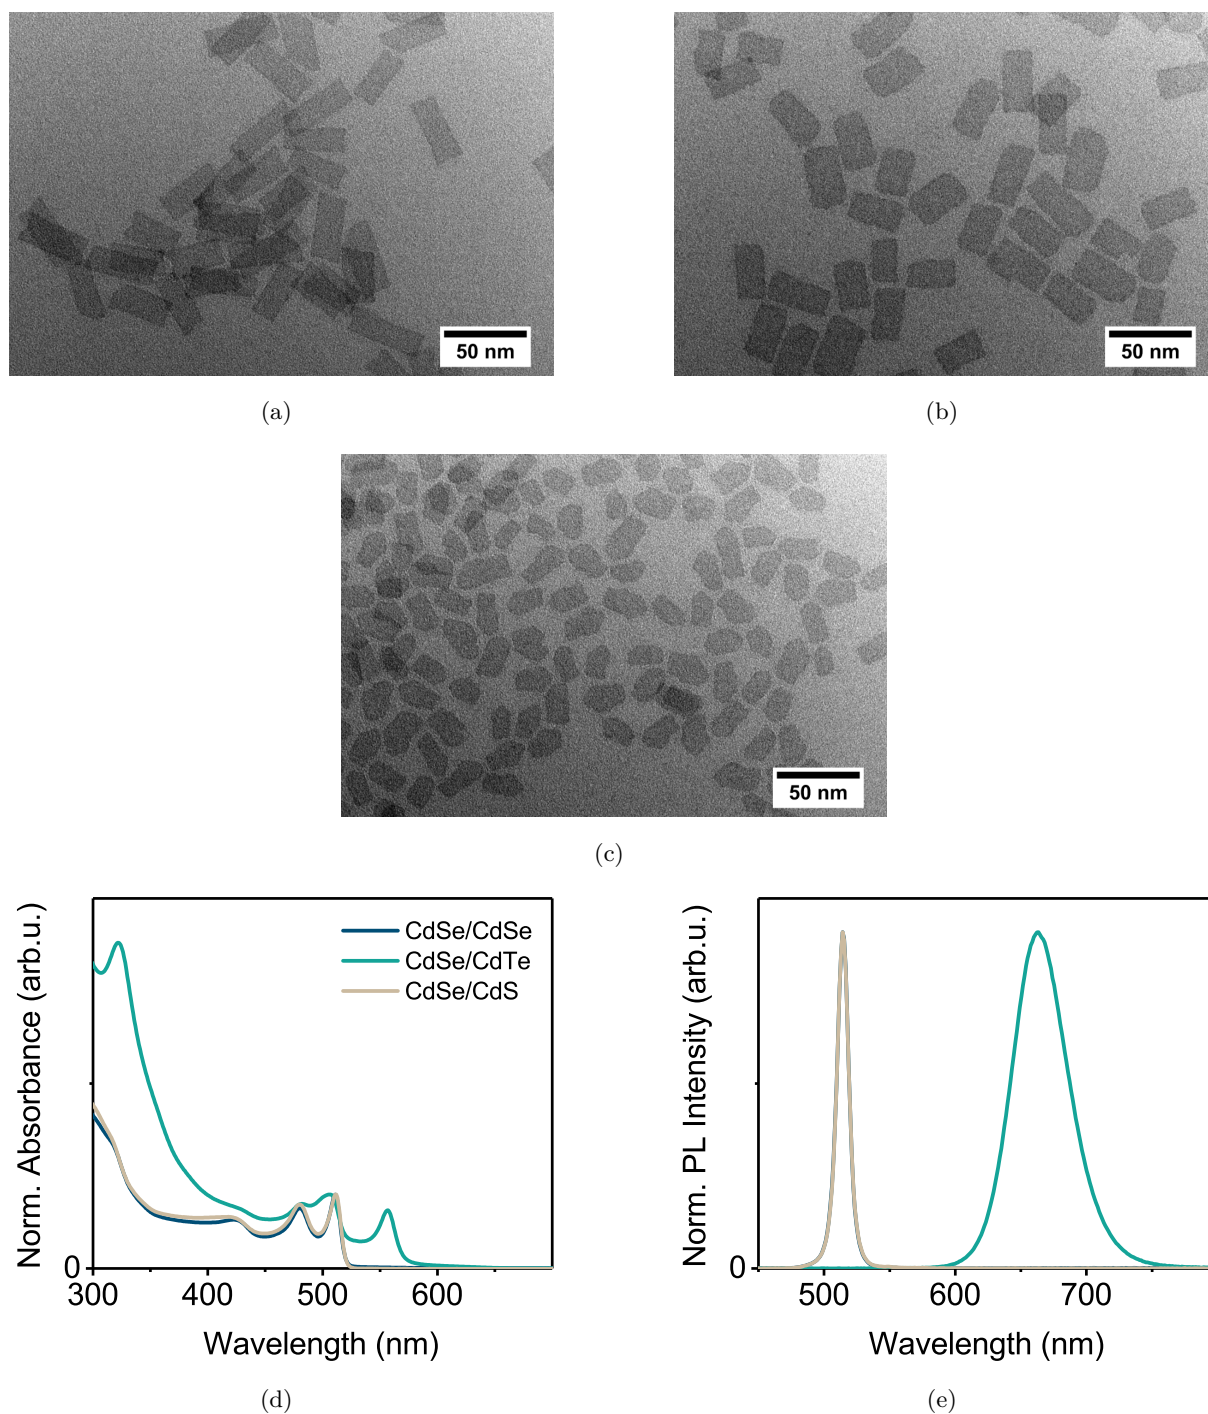 50 nm
50 nm
(a)
(b)
50 nm
(c)
Norm. Absorbance (arb.u.)
CdSe/CdSe
CdSe/CdTe
CdSe/CdS
0
300 400 500 600
Wavelength (nm)
(d)
Norm. PL Intensity (arb.u.)
0
500 600 700
Wavelength (nm)
(e)